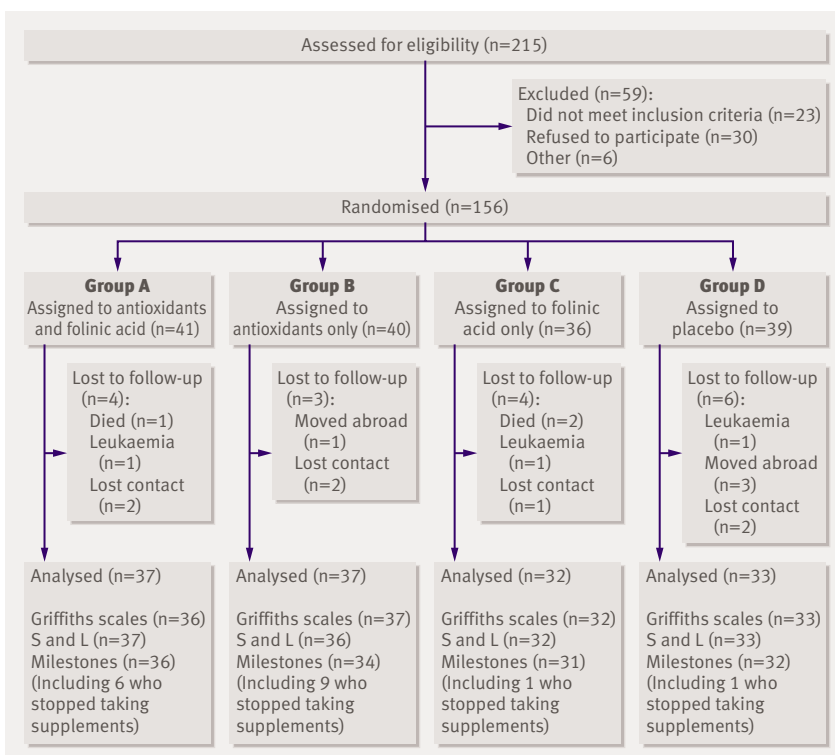 Assessed for eligibility (n=215)
Excluded (n=59):
Did not meet inclusion criteria (n=23)
Refused to participate (n=30)
Other (n=6)
Randomised (n=156)
Group A
Assigned to antioxidants
and folinic acid (n=41)
Group B
Assigned to
antioxidants only (n=40)
Group C
Assigned to folinic
acid only (n=36)
Group D
Assigned to
placebo (n=39)
Lost to follow-up
(n=4):
Died (n=1)
Leukaemia
(n=1)
Lost contact
(n=2)
Lost to follow-up
(n=3):
Moved abroad
(n=1)
Lost contact
(n=2)
Lost to follow-up
(n=4):
Died (n=2)
Leukaemia
(n=1)
Lost contact
(n=1)
Lost to follow-up
(n=6):
Leukaemia
(n=1)
Moved abroad
(n=3)
Lost contact
(n=2)
Analysed (n=37)
Griffiths scales (n=36)
S and L (n=37)
Milestones (n=36)
(Including 6 who
stopped taking
supplements)
Analysed (n=37)
Griffiths scales (n=37)
S and L (n=36)
Milestones (n=34)
(Including 9 who
stopped taking
supplements)
Analysed (n=32)
Griffiths scales (n=32)
S and L (n=32)
Milestones (n=31)
(Including 1 who
stopped taking
supplements)
Analysed (n=33)
Griffiths scales (n=33)
S and L (n=33)
Milestones (n=32)
(Including 1 who
stopped taking
supplements)